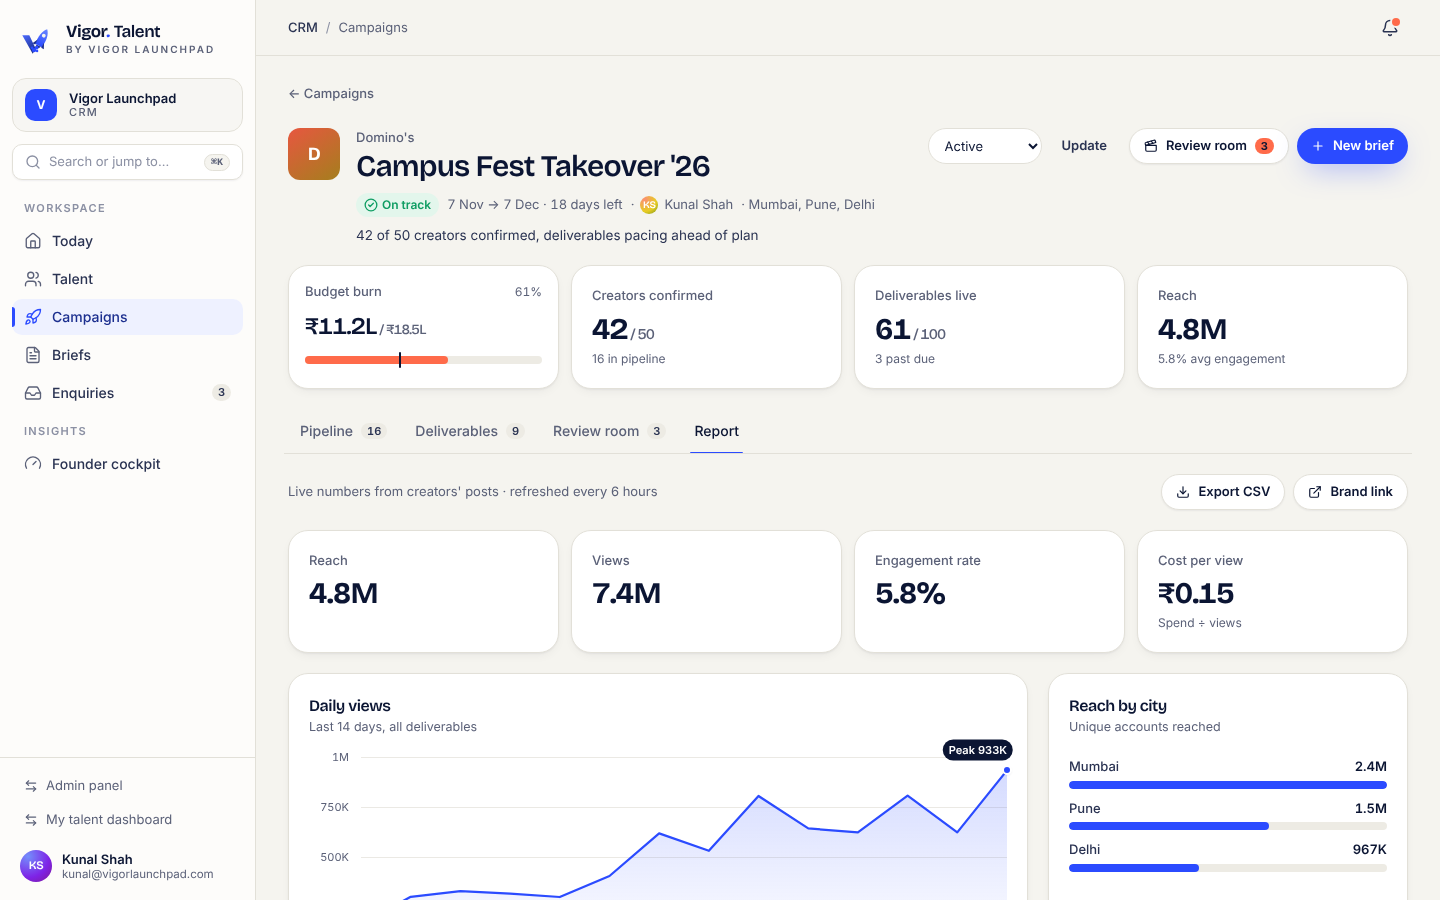 Vigor. Talent
BY VIGOR LAUNCHPAD
V
Vigor Launchpad
CRM
Search or jump to...
⌘K
WORKSPACE
Today
Talent
Campaigns
Briefs
Enquiries
3
INSIGHTS
Founder cockpit
Admin panel
My talent dashboard
KS
Kunal Shah
kunal@vigorlaunchpad.com
CRM / Campaigns
← Campaigns
D
Domino's
Campus Fest Takeover '26
On track
7 Nov → 7 Dec · 18 days left · KS Kunal Shah · Mumbai, Pune, Delhi
42 of 50 creators confirmed, deliverables pacing ahead of plan
Active
Update
Review room 3
+ New brief
Budget burn
61%
₹11.2L / ₹18.5L
Creators confirmed
42 / 50
16 in pipeline
Deliverables live
61 / 100
3 past due
Reach
4.8M
5.8% avg engagement
Pipeline 16
Deliverables 9
Review room 3
Report
Live numbers from creators' posts · refreshed every 6 hours
Export CSV
Brand link
Reach
4.8M
Views
7.4M
Engagement rate
5.8%
Cost per view
₹0.15
Spend ÷ views
Daily views
Last 14 days, all deliverables
Peak 933K
1M
750K
500K
Reach by city
Unique accounts reached
Mumbai 2.4M
Pune 1.5M
Delhi 967K